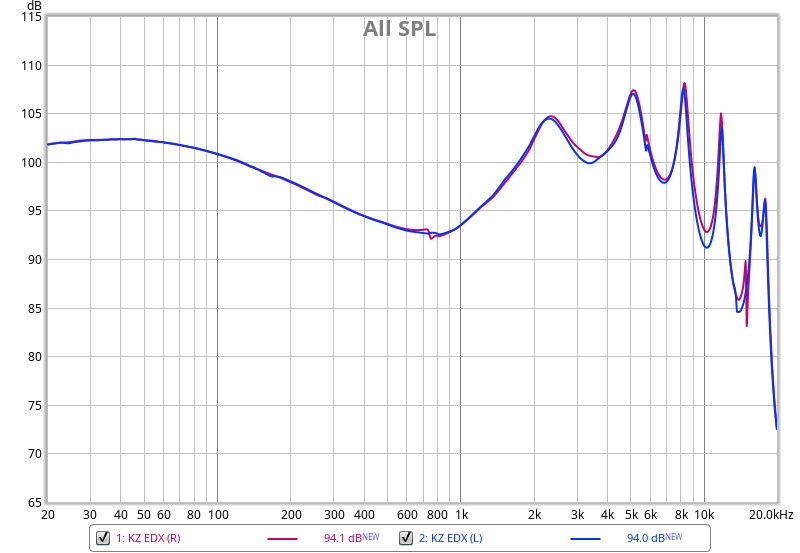 dB
All SPL
115
110
105
100
95
90
85
80
75
70
65
20 30 40 50 60 80 100 200 300 400 600 800 1k 2k 3k 4k 5k 6k 8k 10k 20.0kHz
1: KZ EDX (R) 94.1 dBNEW 2: KZ EDX (L) 94.0 dBNEW